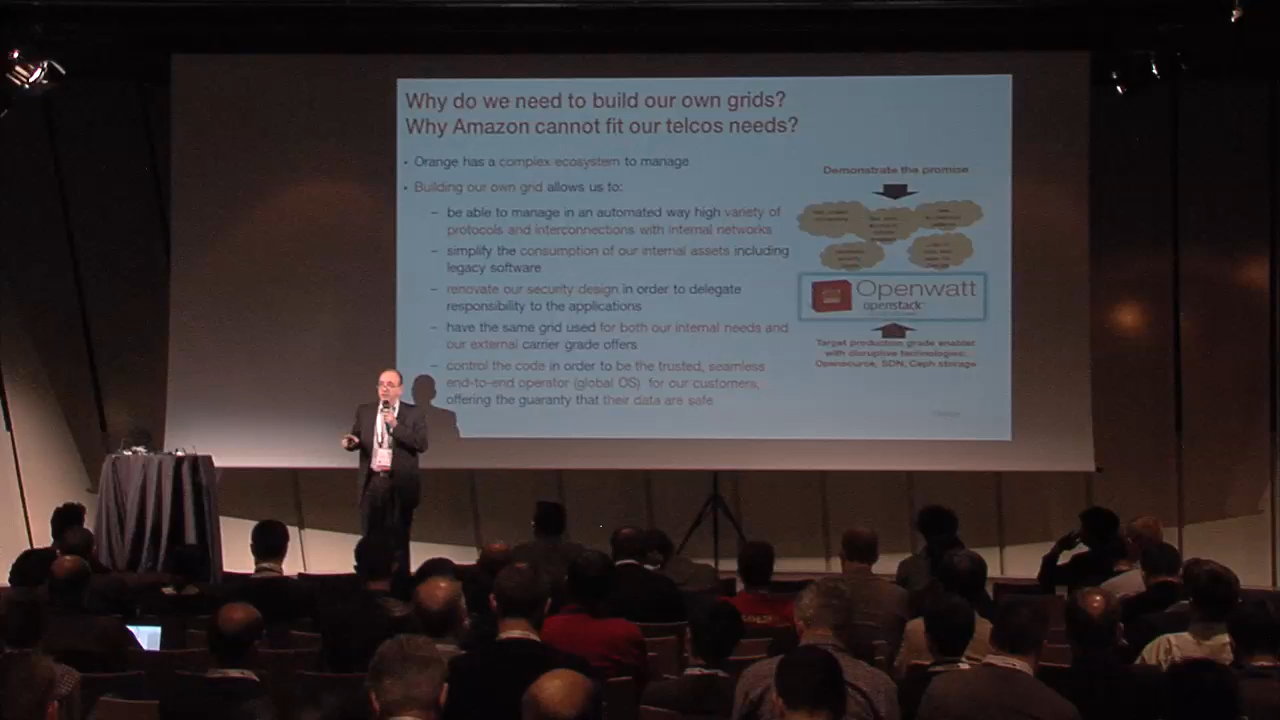 Why do we need to build our own grids?
Why Amazon cannot fit our telcos needs?
• Orange has a complex ecosystem to manage
• Building our own grid allows us to:
– be able to manage in an automated way high variety of
protocols and interconnections with internal networks
– simplify the consumption of our internal assets including
legacy software
– renovate our security design in order to delegate
responsibility to the applications
– have the same grid used for both our internal needs and
our external carrier grade offers
– control the code in order to be the trusted, seamless
end-to-end operator (global OS) for our customers,
offering the guaranty that their data are safe
Demonstrate the promise
Openwatt
openstack
Target production grade enabler
with disruptive technologies:
Opensource, SDN, Ceph storage